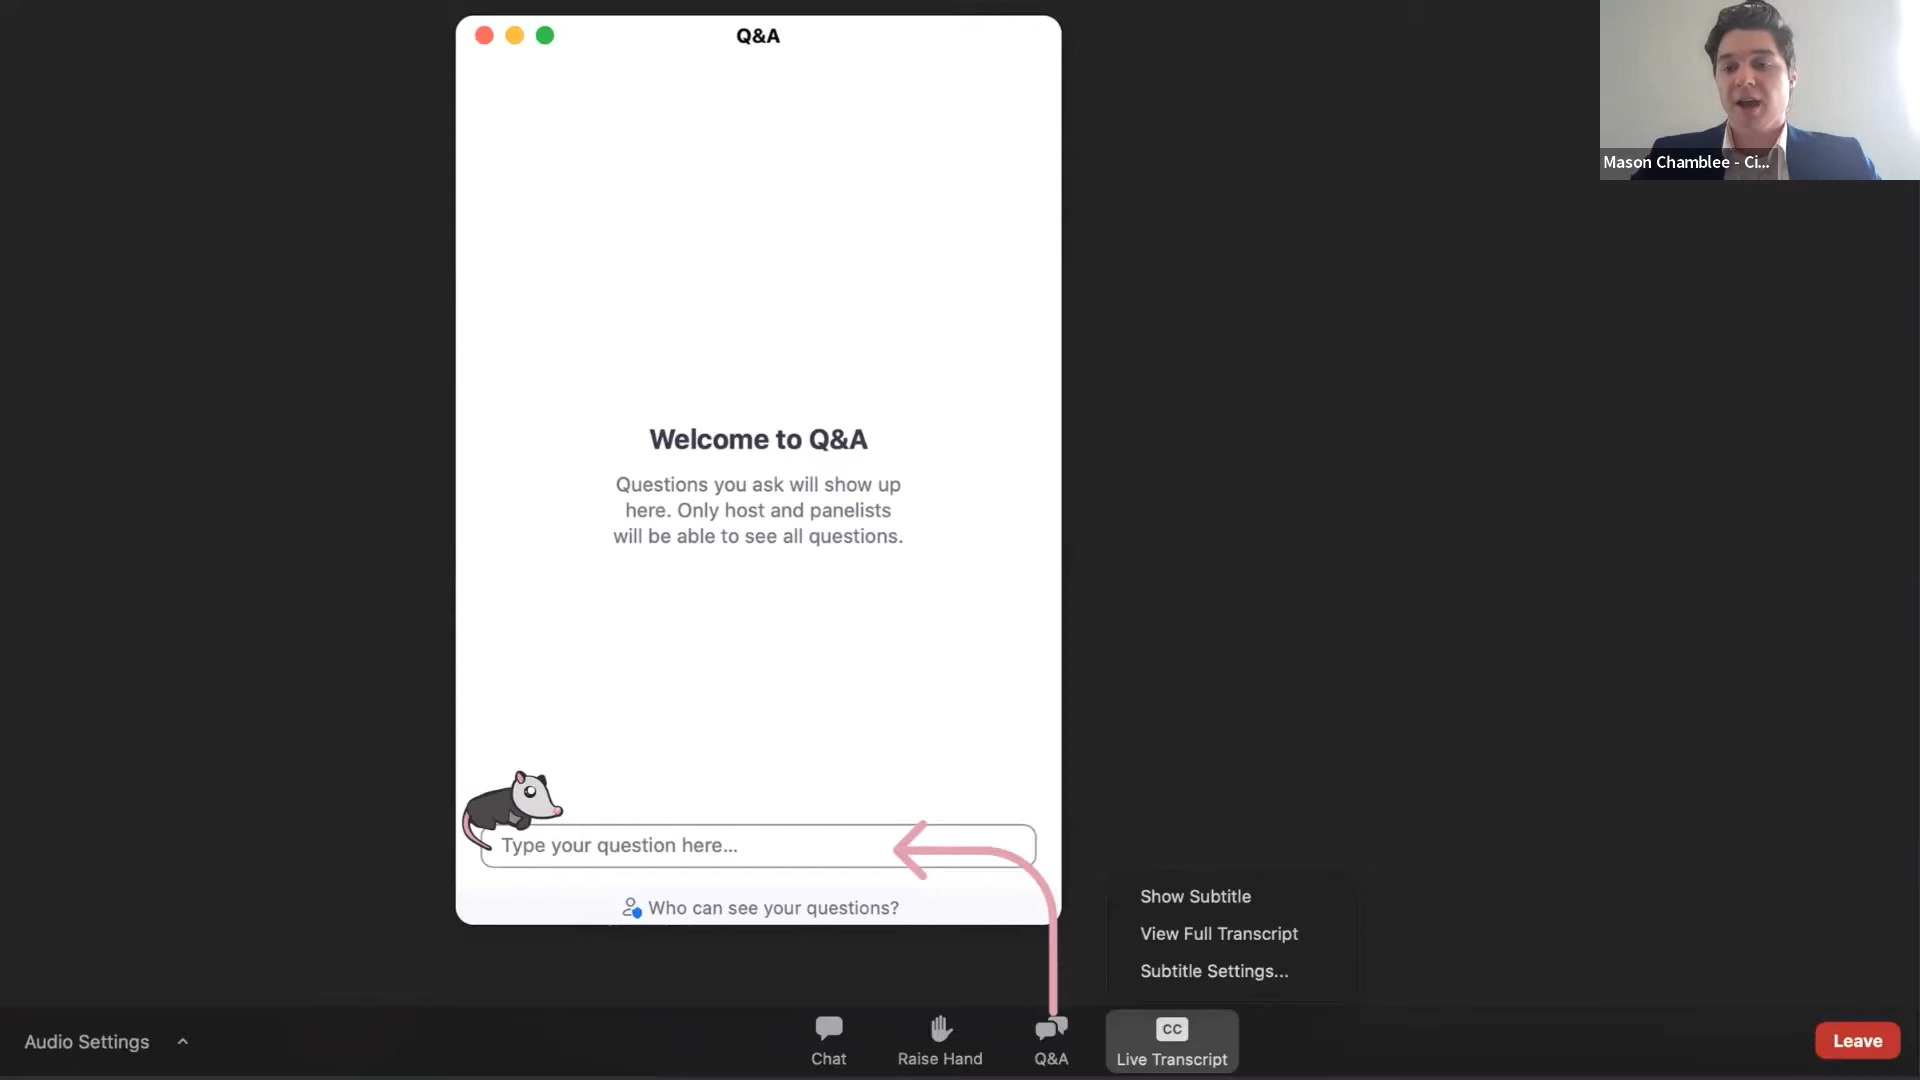 Q&A
Mason Chamblee - Ci...
Welcome to Q&A
Questions you ask will show up
here. Only host and panelists
will be able to see all questions.
Type your question here...
Who can see your questions?
Show Subtitle
View Full Transcript
Subtitle Settings...
Audio Settings
Chat
Raise Hand
Q&A
CC
Live Transcript
Leave